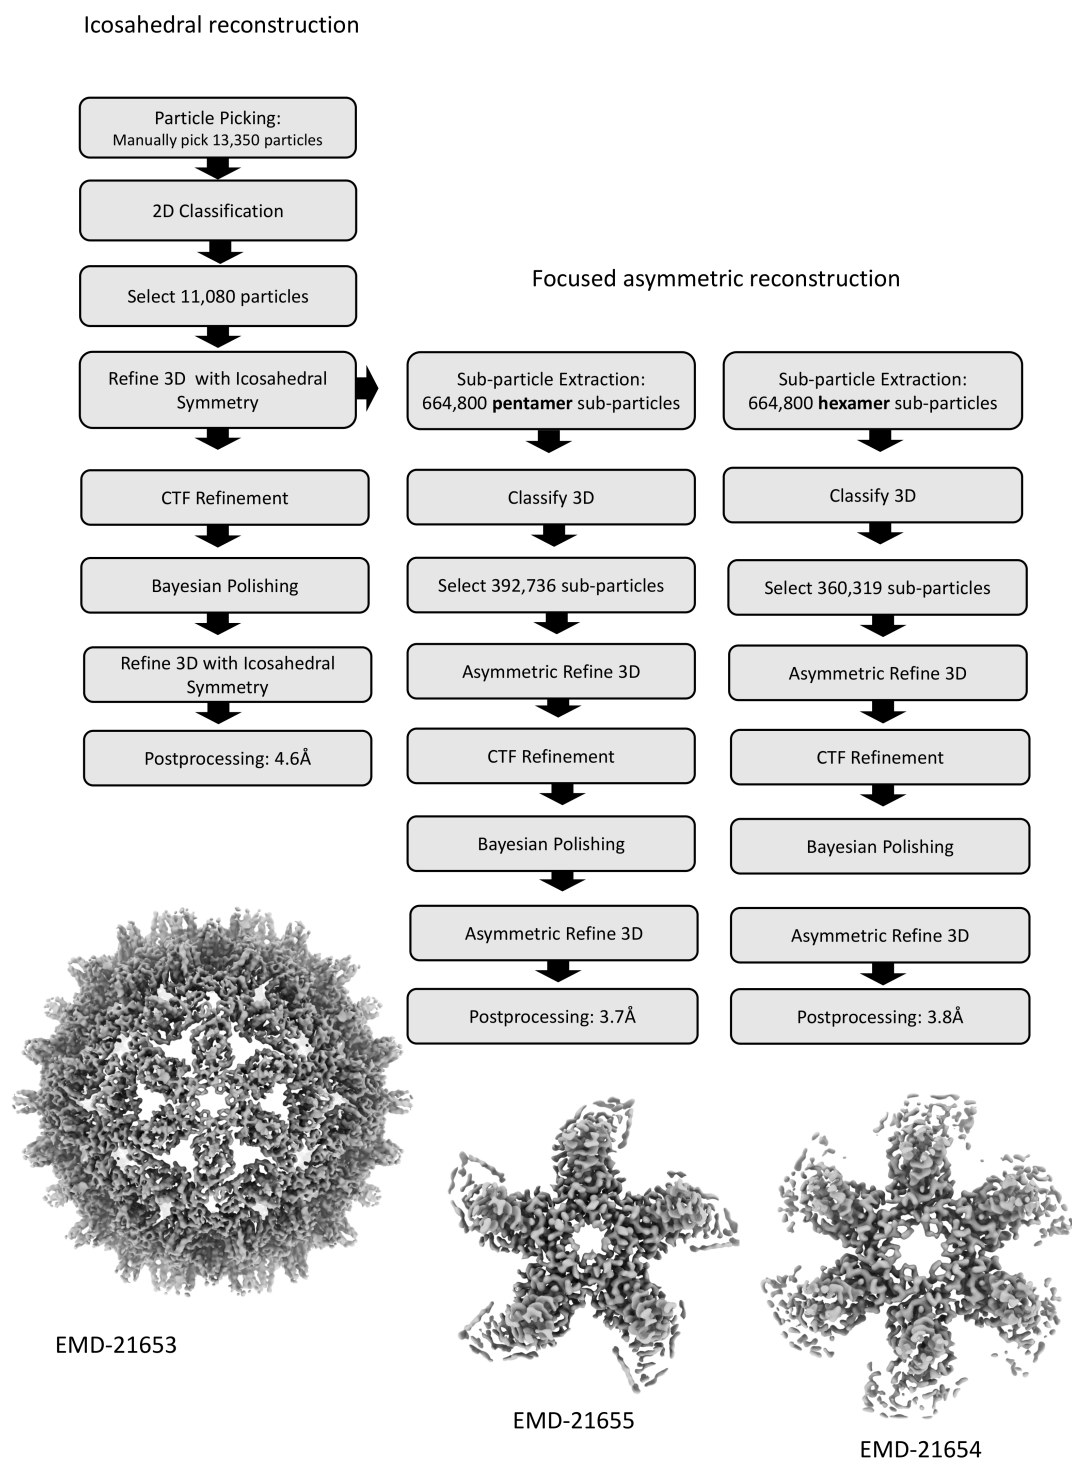 Icosahedral reconstruction
Particle Picking:
Manually pick 13,350 particles
2D Classification
Select 11,080 particles
Refine 3D with Icosahedral
Symmetry
CTF Refinement
Bayesian Polishing
Refine 3D with Icosahedral
Symmetry
Postprocessing: 4.6Å
EMD-21653
Focused asymmetric reconstruction
Sub-particle Extraction:
664,800 pentamer sub-particles
Classify 3D
Select 392,736 sub-particles
Asymmetric Refine 3D
CTF Refinement
Bayesian Polishing
Asymmetric Refine 3D
Postprocessing: 3.7Å
EMD-21655
Sub-particle Extraction:
664,800 hexamer sub-particles
Classify 3D
Select 360,319 sub-particles
Asymmetric Refine 3D
CTF Refinement
Bayesian Polishing
Asymmetric Refine 3D
Postprocessing: 3.8Å
EMD-21654